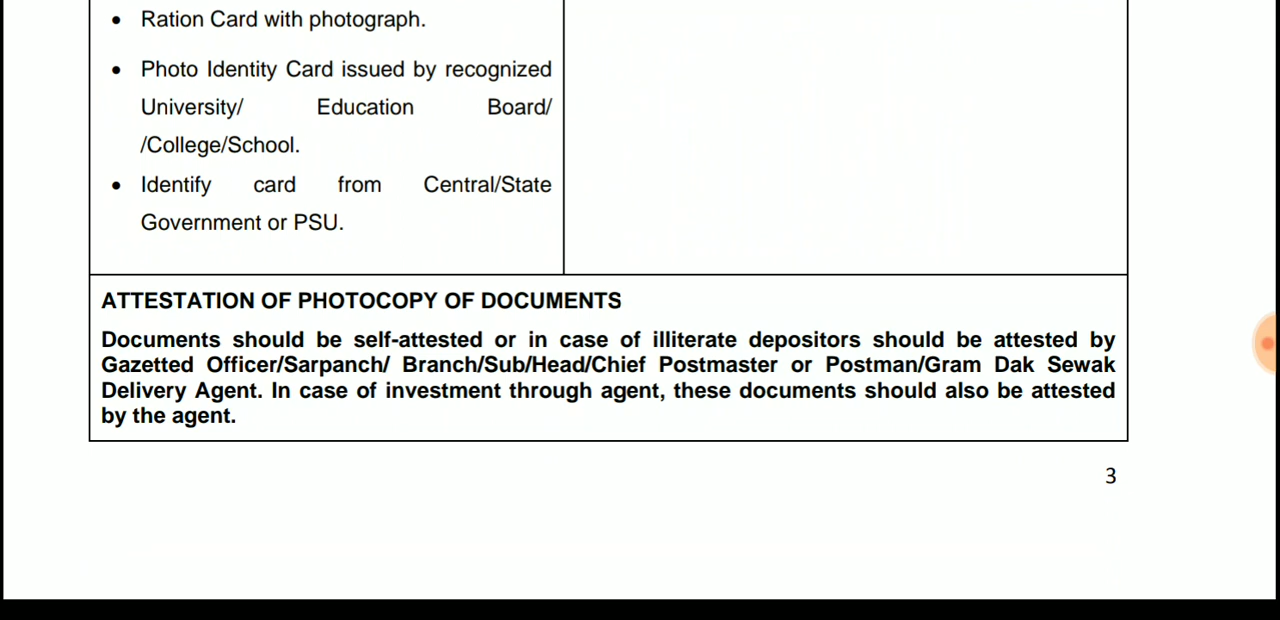 • Ration Card with photograph.
• Photo Identity Card issued by recognized
University/ Education Board/
/College/School.
• Identify card from Central/State
Government or PSU.
ATTESTATION OF PHOTOCOPY OF DOCUMENTS
Documents should be self-attested or in case of illiterate depositors should be attested by
Gazetted Officer/Sarpanch/ Branch/Sub/Head/Chief Postmaster or Postman/Gram Dak Sewak
Delivery Agent. In case of investment through agent, these documents should also be attested
by the agent.
3